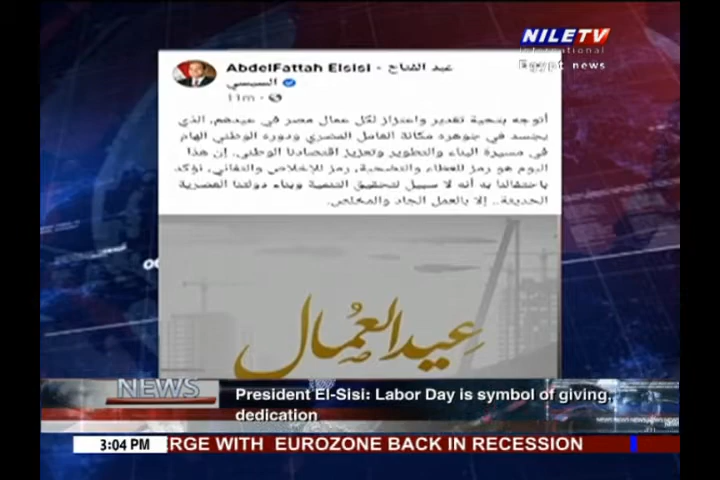 NILETV
International
Egypt news
AbdelFattah Elsisi - عبد الفتاح
السيسي
11m
أتوجه بتحية تقدير واعتزاز لكل عمال مصر في عيدهم، الذي
يجسد في جوهره مكانة العامل المصري ودوره الوطني الهام
في مسيرة البناء والتطوير وتعزيز اقتصادنا الوطني. إن هذا
اليوم هو رمز للعطاء والتضحية، رمز للإخلاص والتفاني، نؤكد
باحتفالنا به أنه لا سبيل لتحقيق التنمية وبناء دولتنا المصرية
الحديثة.. إلا بالعمل الجاد والمخلص.
عيد العمال
NEWS
President El-Sisi: Labor Day is symbol of giving,
dedication
3:04 PM
ERGE WITH EUROZONE BACK IN RECESSION